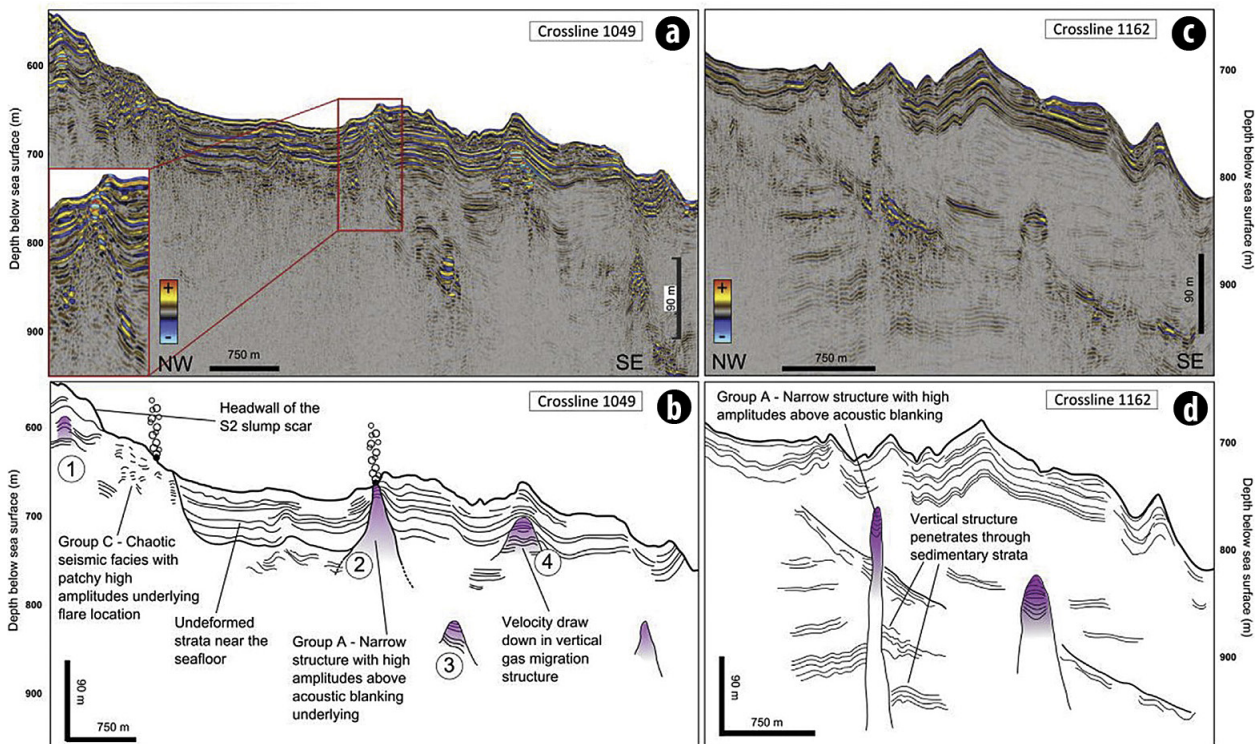 Crossline 1049
a
Depth below sea surface (m)
600
700
800
900
+
-
NW
750 m
SE
90 m
Crossline 1162
c
Depth below sea surface (m)
700
800
900
+
-
NW
750 m
SE
90 m
Crossline 1049
b
Depth below sea surface (m)
600
700
800
900
Headwall of the
S2 slump scar
1
Group C - Chaotic
seismic facies with
patchy high
amplitudes underlying
flare location
Undeformed
strata near the
seafloor
2
Group A - Narrow
structure with high
amplitudes above
acoustic blanking
underlying
3
4
Velocity draw
down in vertical
gas migration
structure
90 m
750 m
Group A - Narrow structure with high
amplitudes above acoustic blanking
Crossline 1162
d
Vertical structure
penetrates through
sedimentary strata
Depth below sea surface (m)
700
800
900
90 m
750 m